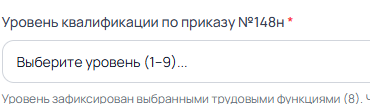 Уровень квалификации по приказу №148н *
Выберите уровень (1–9)...
Уровень зафиксирован выбранными трудовыми функциями (8). Ч